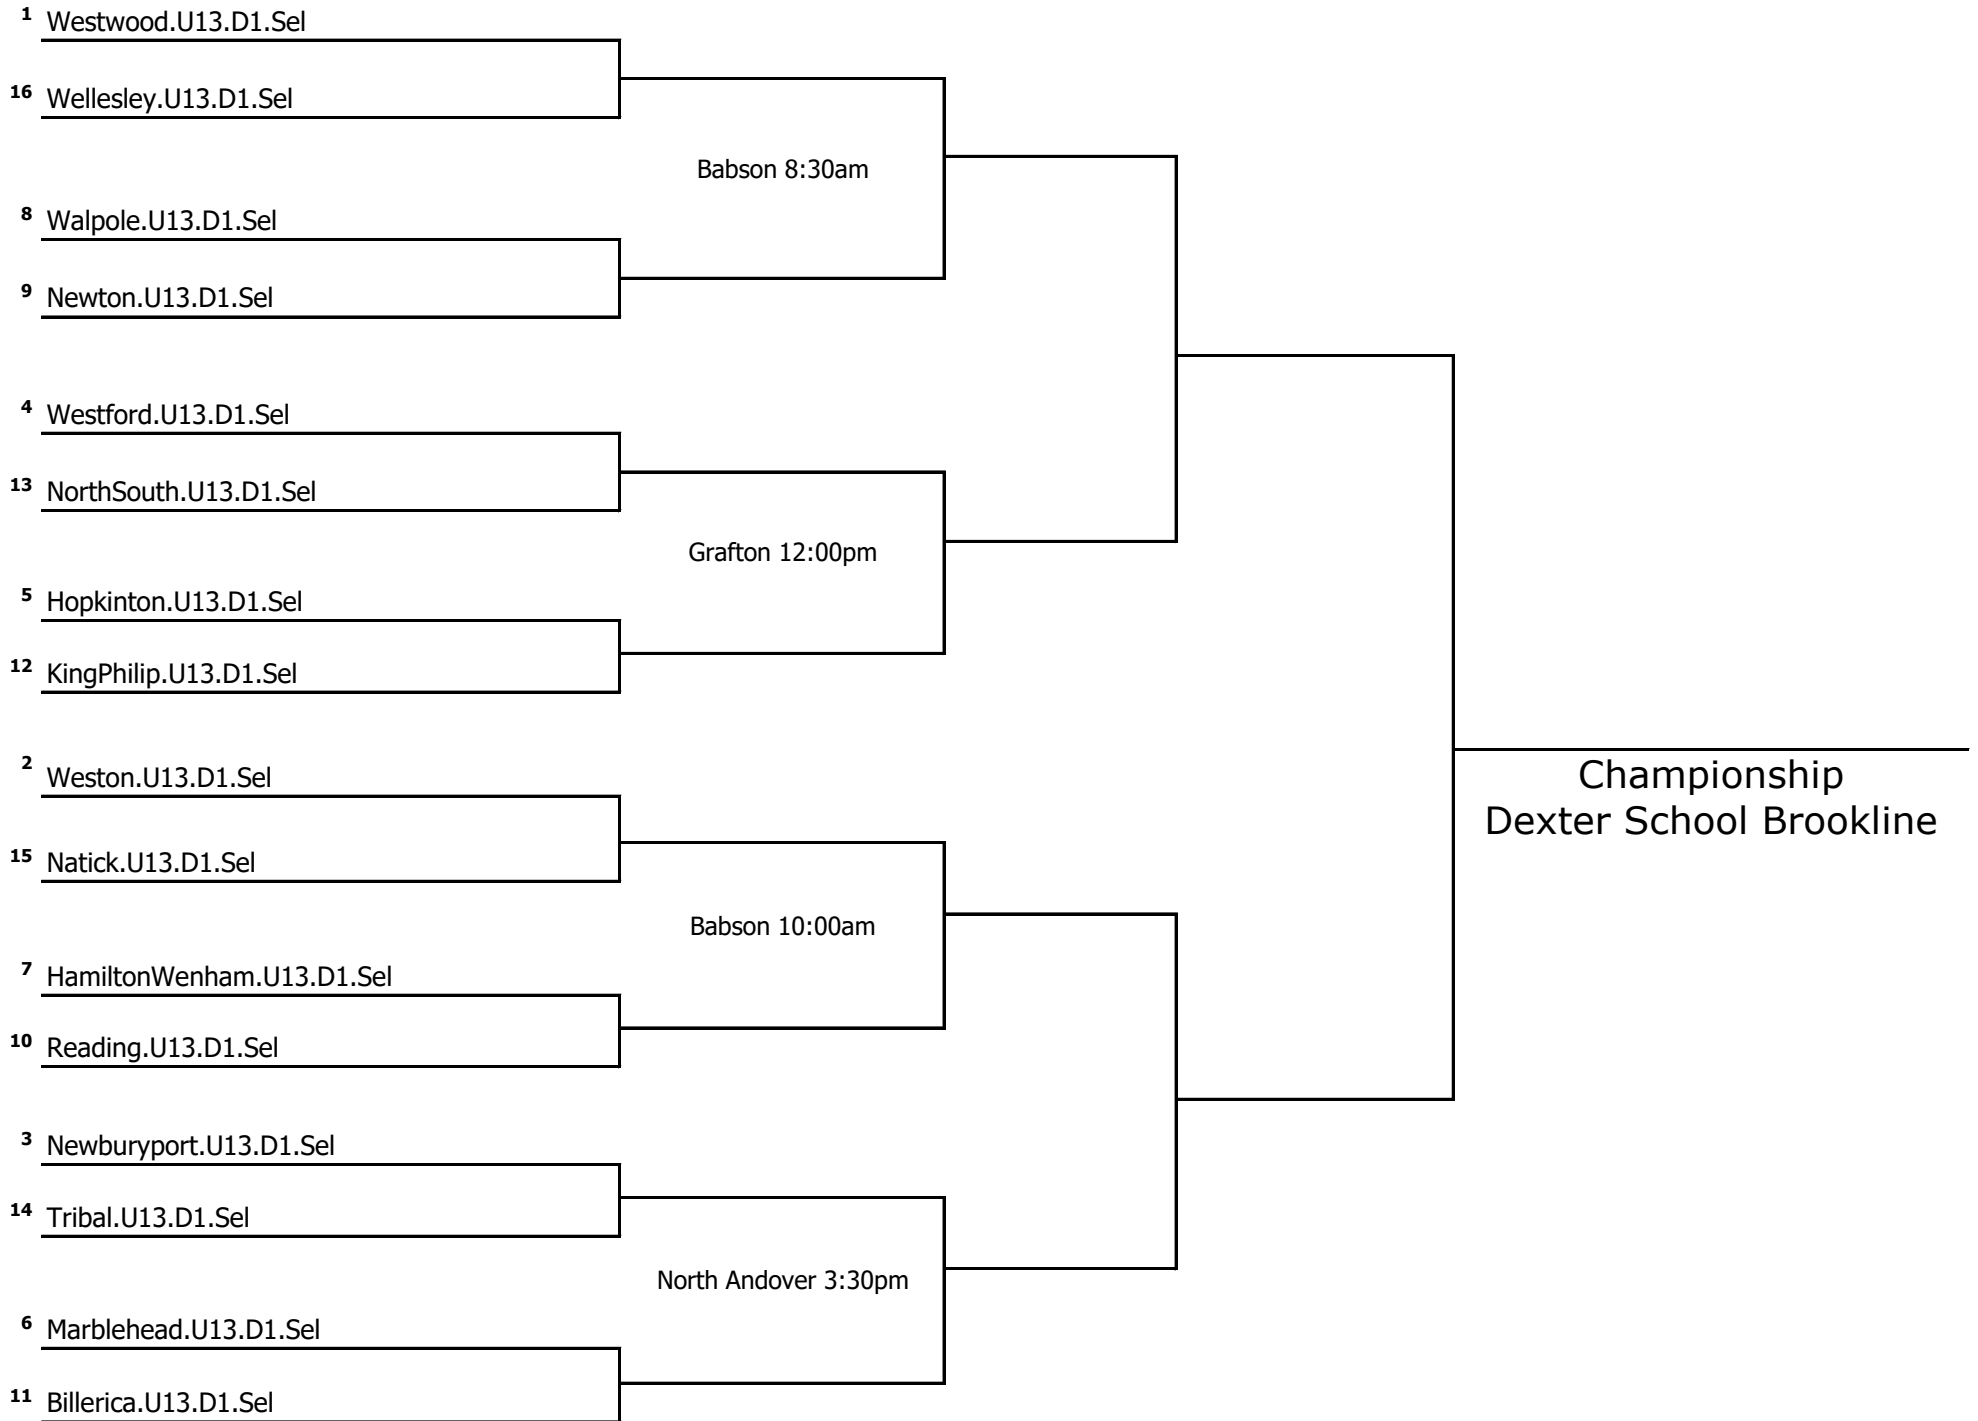 1 Westwood.U13.D1.Sel
16 Wellesley.U13.D1.Sel
Babson 8:30am
8 Walpole.U13.D1.Sel
9 Newton.U13.D1.Sel
4 Westford.U13.D1.Sel
13 NorthSouth.U13.D1.Sel
Grafton 12:00pm
5 Hopkinton.U13.D1.Sel
12 KingPhilip.U13.D1.Sel
2 Weston.U13.D1.Sel
Championship
Dexter School Brookline
15 Natick.U13.D1.Sel
Babson 10:00am
7 HamiltonWenham.U13.D1.Sel
10 Reading.U13.D1.Sel
3 Newburyport.U13.D1.Sel
14 Tribal.U13.D1.Sel
North Andover 3:30pm
6 Marblehead.U13.D1.Sel
11 Billerica.U13.D1.Sel